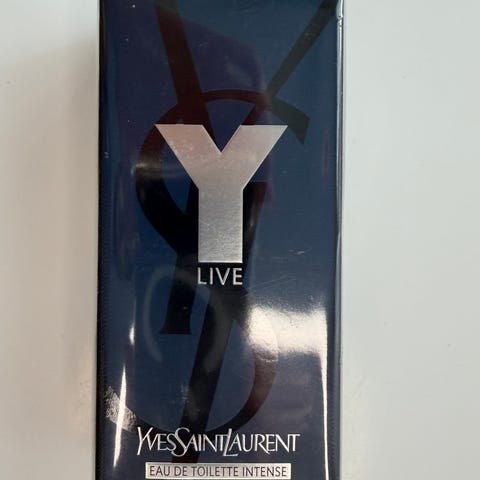 Y
LIVE
YVESSAINTLAURENT
EAU DE TOILETTE INTENSE